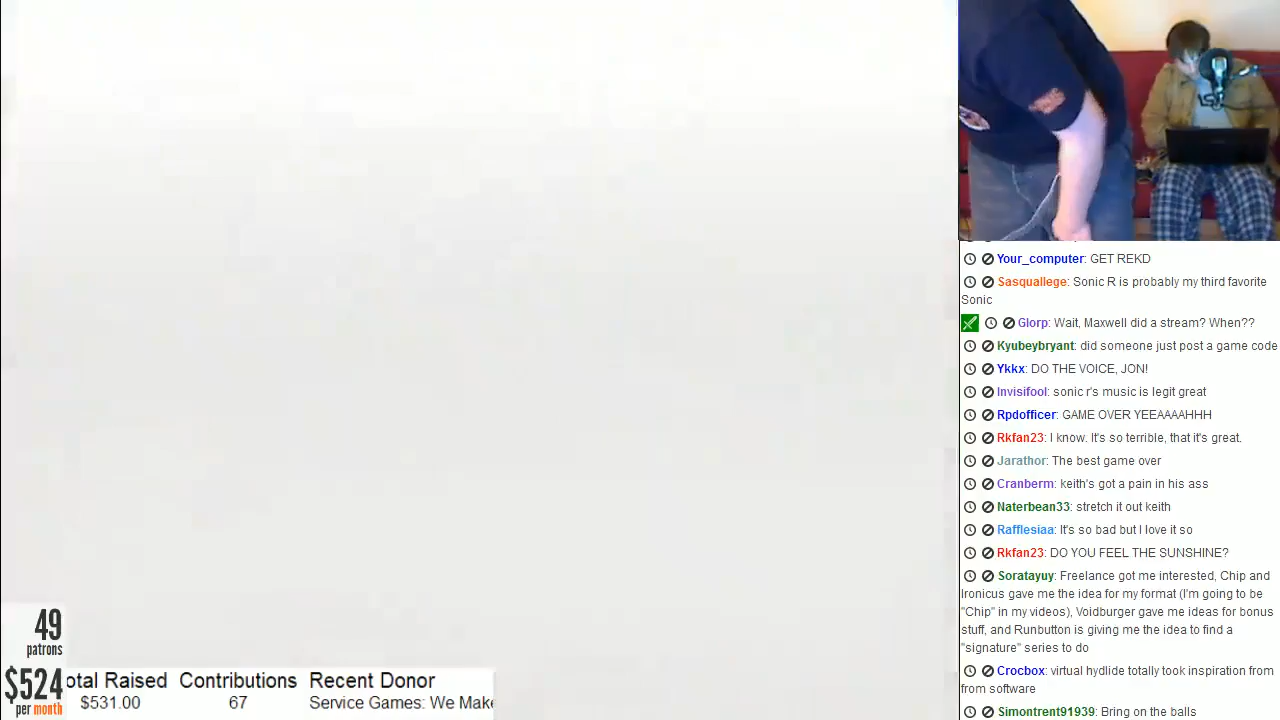 Your_computer: GET REKD
Sasquallege: Sonic R is probably my third favorite
Sonic
Glorp: Wait, Maxwell did a stream? When??
Kyubeybryant: did someone just post a game code
Ykkx: DO THE VOICE, JON!
Invisifool: sonic r's music is legit great
Rpdofficer: GAME OVER YEEAAAAHHH
Rkfan23: I know. It's so terrible, that it's great.
Jarathor: The best game over
Cranberm: keith's got a pain in his ass
Naterbean33: stretch it out keith
Rafflesiaa: It's so bad but I love it so
Rkfan23: DO YOU FEEL THE SUNSHINE?
Soratayuy: Freelance got me interested, Chip and
Ironicus gave me the idea for my format (I'm going to be
"Chip" in my videos), Voidburger gave me ideas for bonus
stuff, and Runbutton is giving me the idea to find a
"signature" series to do
Crocbox: virtual hydlide totally took inspiration from
from software
Simontrent91939: Bring on the balls
49
patrons
$524
per month
otal Raised Contributions Recent Donor
$531.00 67 Service Games: We Make